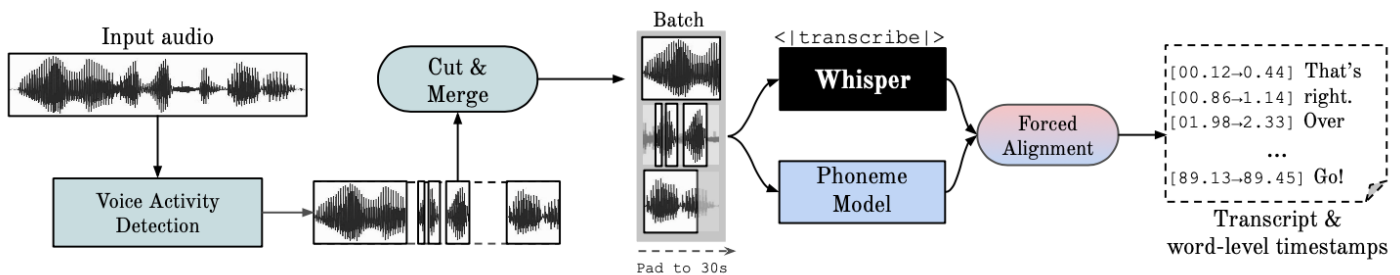 Input audio
Voice Activity
Detection
Cut &
Merge
Batch
Pad to 30s
<|transcribe|>
Whisper
Phoneme
Model
Forced
Alignment
[00.12→0.44] That's
[00.86→1.14] right.
[01.98→2.33] Over
...
[89.13→89.45] Go!
Transcript &
word-level timestamps